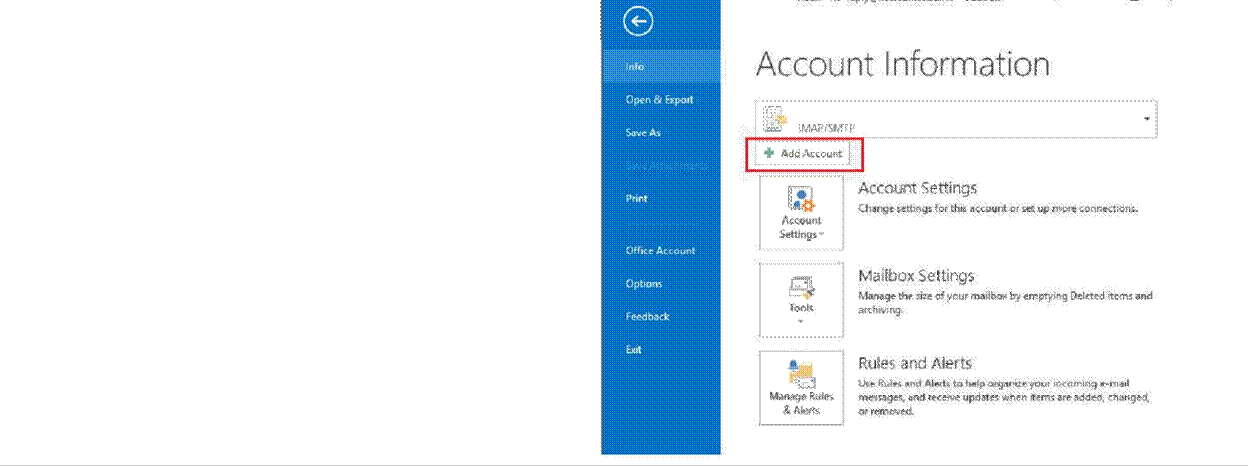 Info
Open & Export
Save As
Save Attachments
Print
Office Account
Options
Feedback
Exit
Account Information
IMAP/SMTP
Add Account
Account
Settings
Account Settings
Change settings for this account or set up more connections.
Tools
Mailbox Settings
Manage the size of your mailbox by emptying Deleted Items and
archiving.
Manage Rules
& Alerts
Rules and Alerts
Use Rules and Alerts to help organize your incoming e-mail
messages, and receive updates when items are added, changed,
or removed.